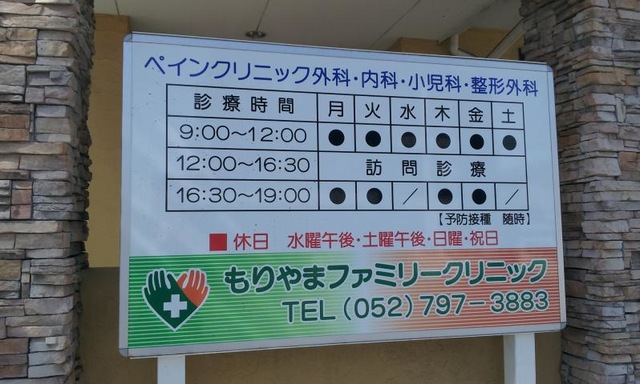 ペインクリニック外科・内科・小児科・整形外科
診療時間 月 火 水 木 金 土
9:00〜12:00 ● ● ● ● ● ●
12:00〜16:30 訪問診療
16:30〜19:00 ● ● ／ ● ● ／
【予防接種 随時】
■休日 水曜午後・土曜午後・日曜・祝日
もりやまファミリークリニック
TEL(052)797-3883